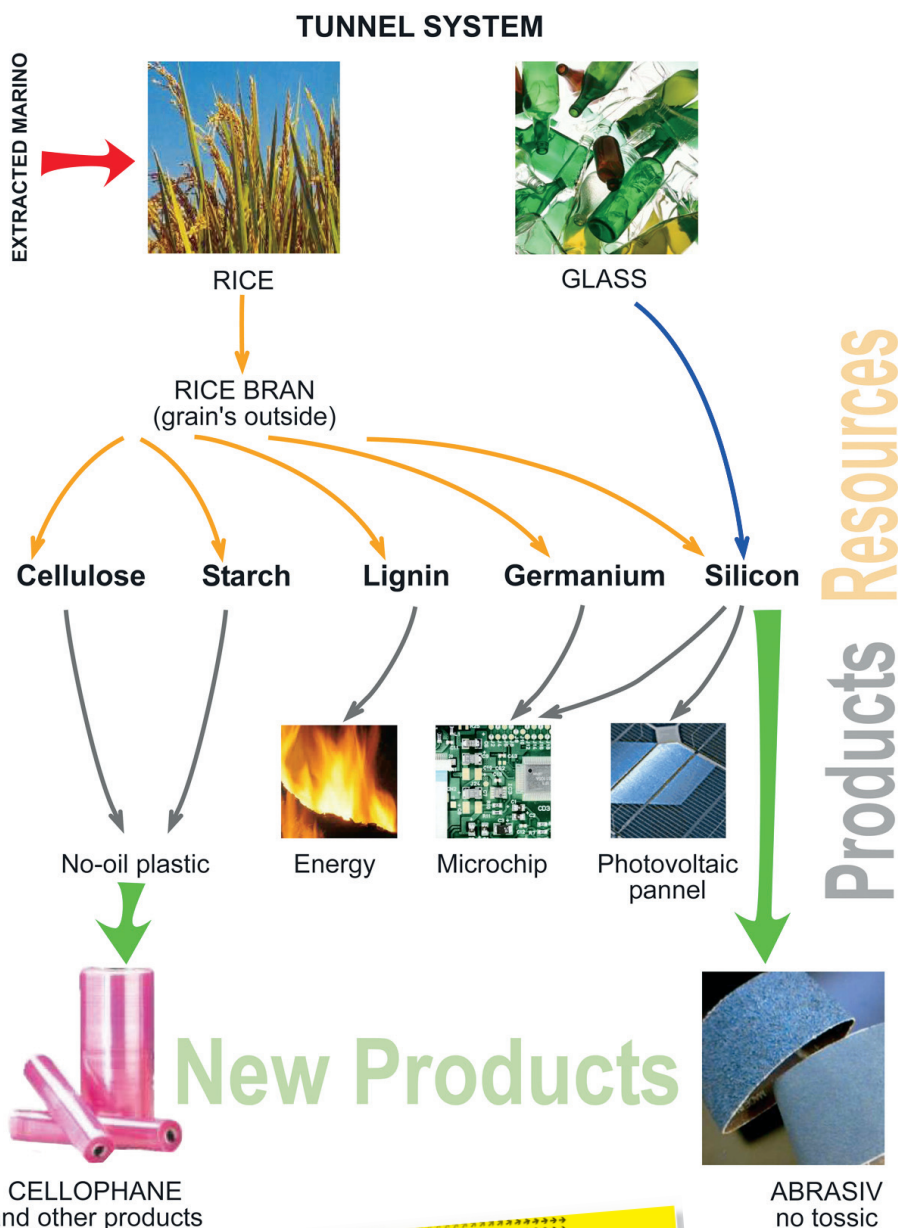 TUNNEL SYSTEM
EXTRACTED MARINO
RICE
GLASS
RICE BRAN
(grain's outside)
Resources
Cellulose
Starch
Lignin
Germanium
Silicon
Products
No-oil plastic
Energy
Microchip
Photovoltaic
pannel
New Products
CELLOPHANE
and other products
ABRASIV
no tossic